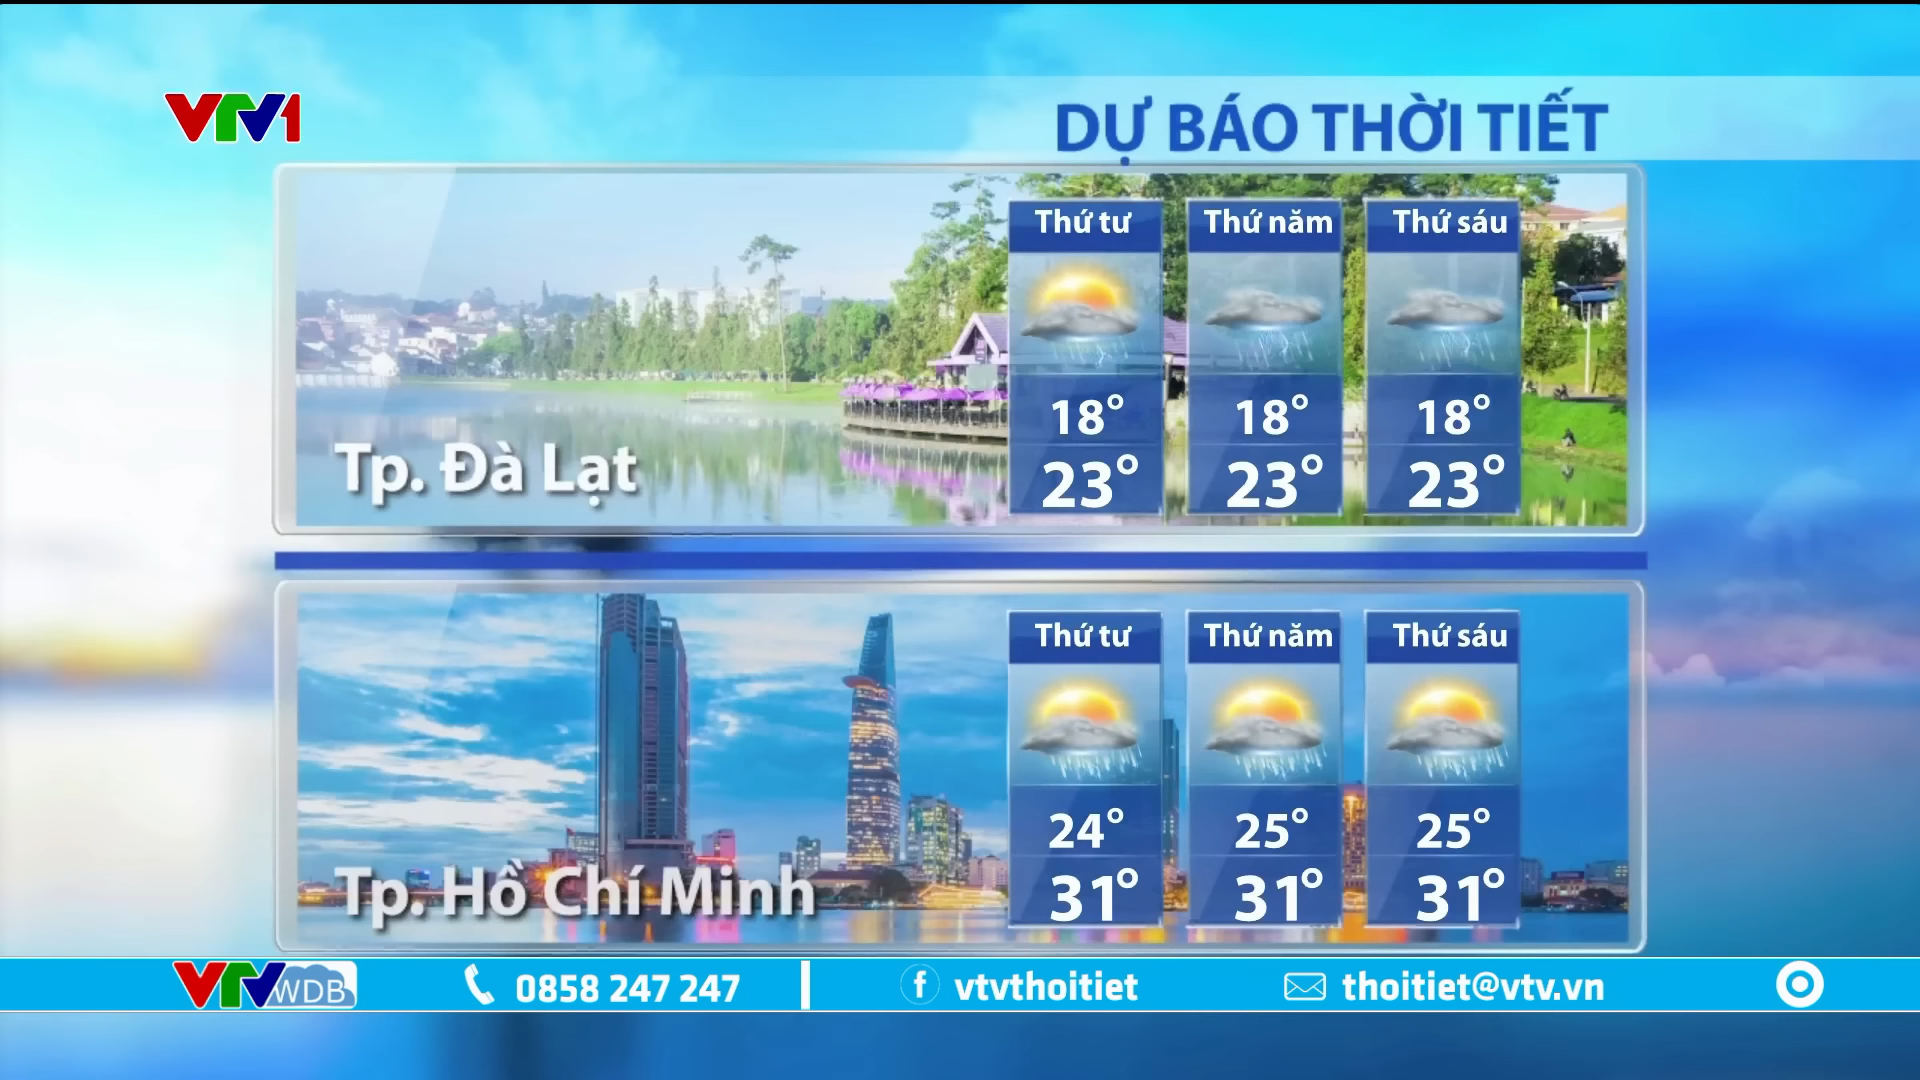 VTV1
DỰ BÁO THỜI TIẾT
Thứ tư Thứ năm Thứ sáu
18° 18° 18°
23° 23° 23°
Tp. Đà Lạt
Thứ tư Thứ năm Thứ sáu
24° 25° 25°
31° 31° 31°
Tp. Hồ Chí Minh
VTV WDB 0858 247 247 vtvthoitiet thoitiet@vtv.vn